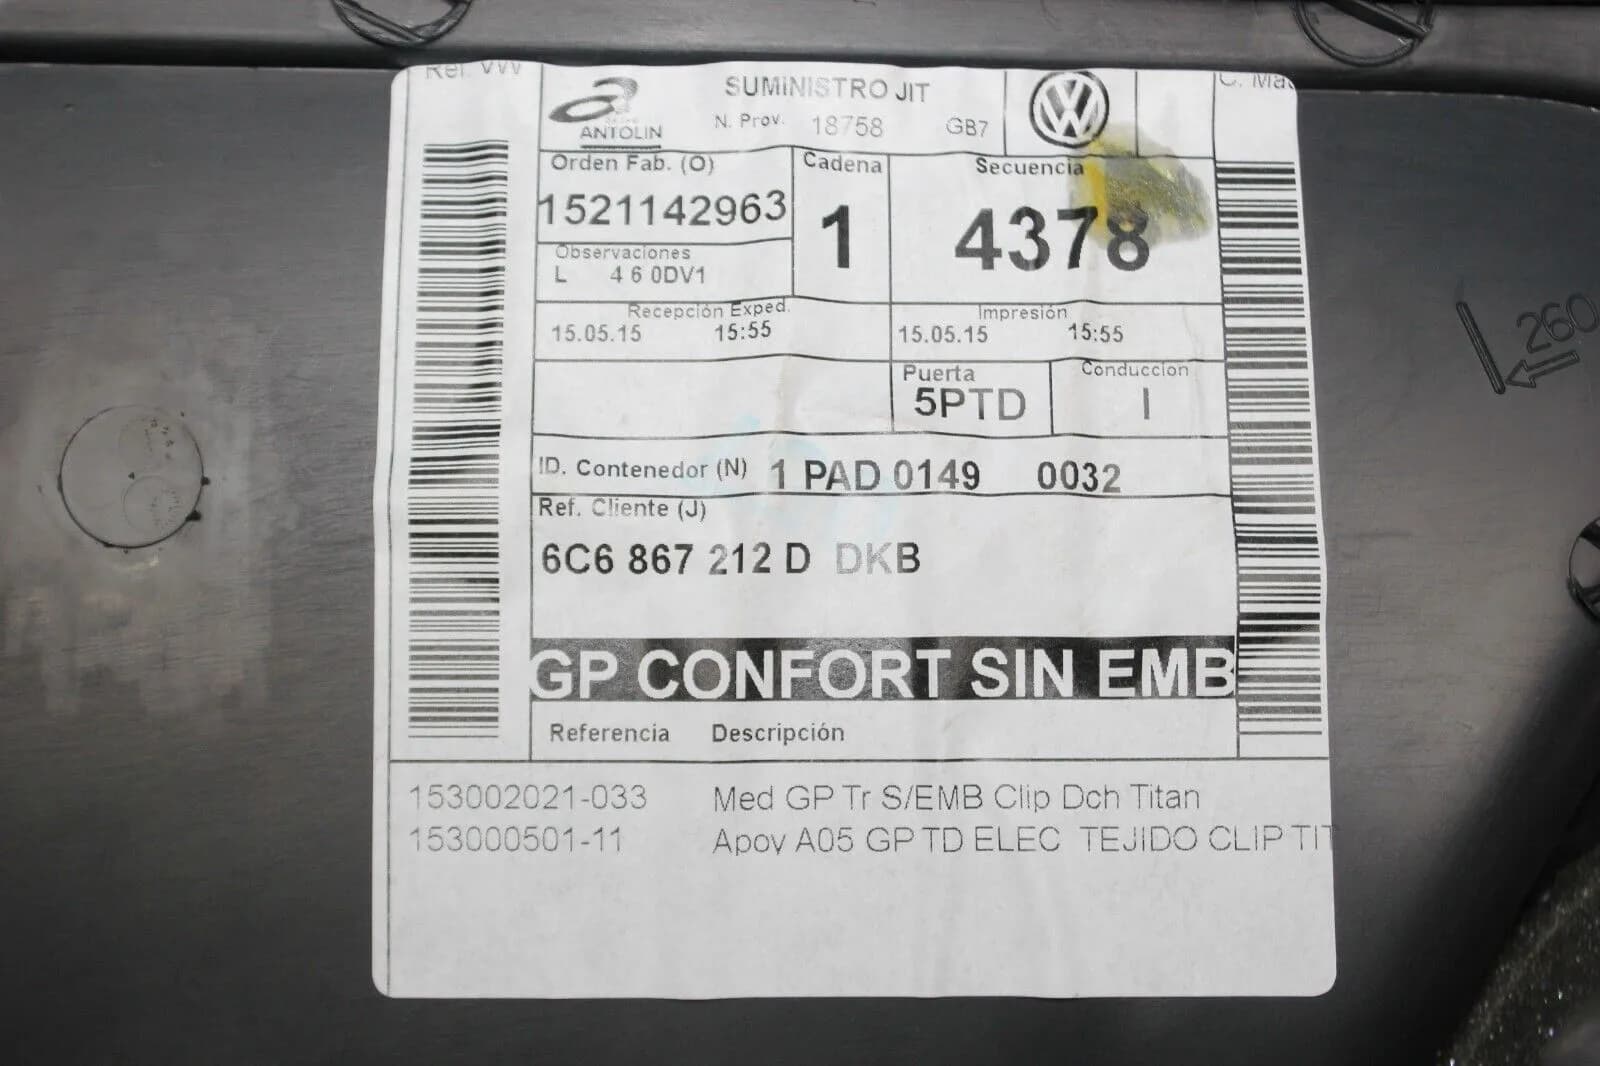 Ref. VW
ANTOLIN
SUMINISTRO JIT
N. Prov. 18758 GB7
Orden Fab. (O)
1521142963
Cadena
1
Secuencia
4378
Observaciones
L 4 6 0DV1
Recepción Exped.
15.05.15 15:55
Impresión
15.05.15 15:55
Puerta
5PTD
Conduccion
I
ID. Contenedor (N) 1 PAD 0149 0032
Ref. Cliente (J)
6C6 867 212 D DKB
GP CONFORT SIN EMB
Referencia Descripción
153002021-033 Med GP Tr S/EMB Clip Dch Titan
153000501-11 Apoy A05 GP TD ELEC TEJIDO CLIP TIT
260